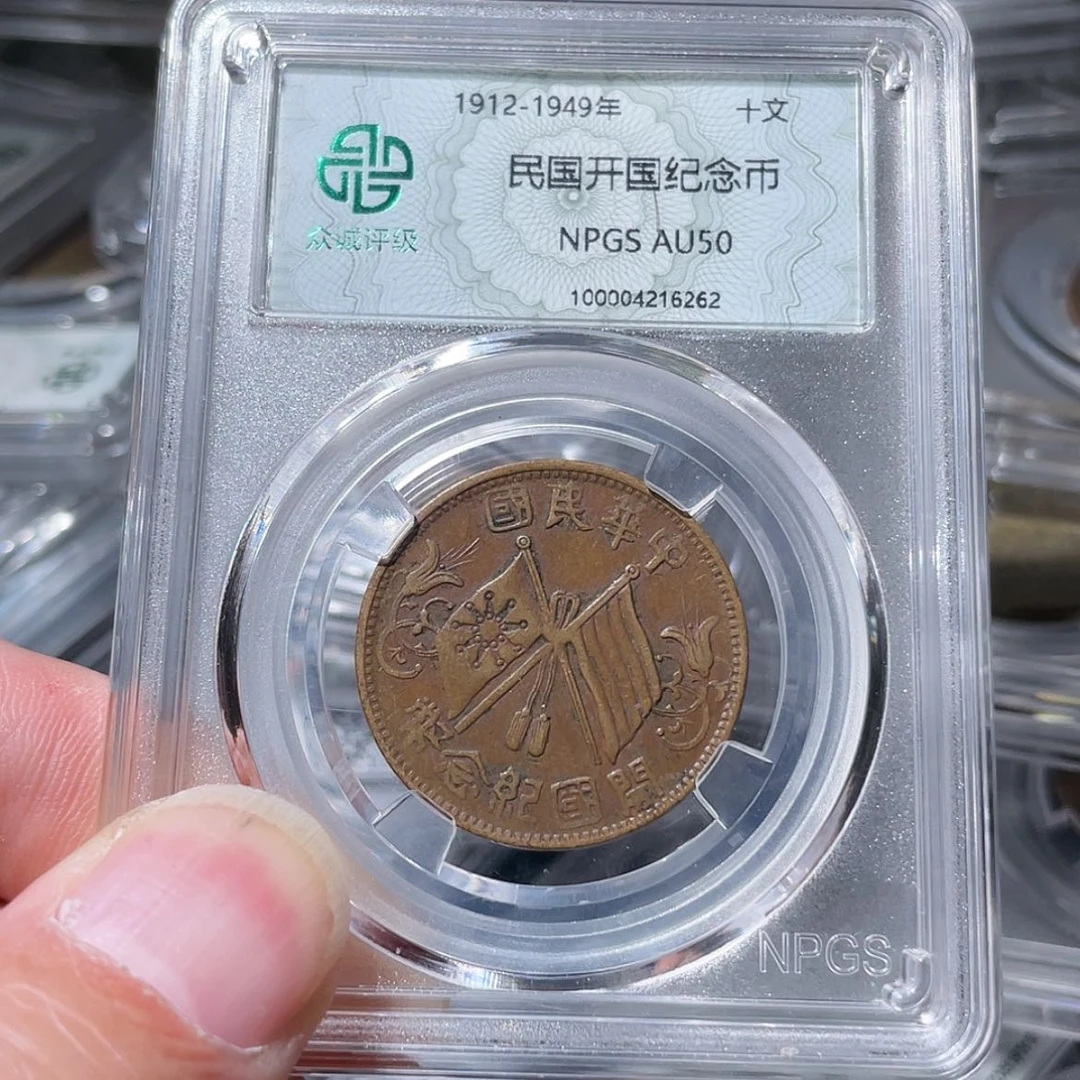 1912-1949年 十文
民国开国纪念币
众诚评级
NPGS AU50
100004216262
中華民國
開國紀念幣
NPGS